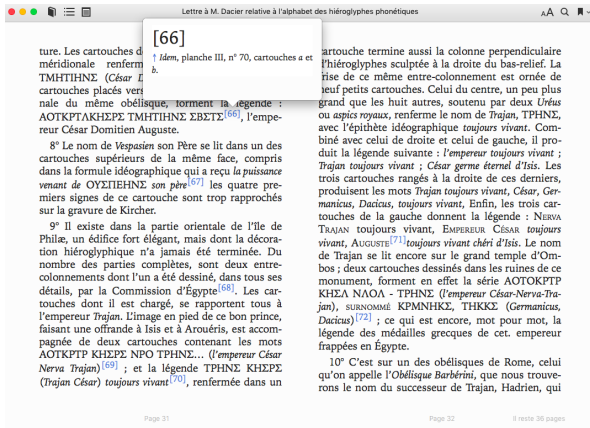 Lettre à M. Dacier relative à l'alphabet des hiéroglyphes phonétiques
AA
[66]
↑ Idem, planche III, n° 70, cartouches a et
b.
ture. Les cartouches d
méridionale renferm
ΤΜΗΤΙΗΝΣ (César D
cartouches placés vers
nale du même obélisque, forment la légende :
ΑΟΤΚΡΤΛΚΗΣΡΣ ΤΜΗΤΙΗΝΣ ΣΒΣΤΣ[66], l'empe-
reur César Domitien Auguste.
8° Le nom de Vespasien son Père se lit dans un des
cartouches supérieurs de la même face, compris
dans la formule idéographique qui a reçu la puissance
venant de ΟΥΣΠΙΕΗΝΣ son père[67] les quatre pre-
miers signes de ce cartouche sont trop rapprochés
sur la gravure de Kircher.
9° Il existe dans la partie orientale de l'île de
Philæ, un édifice fort élégant, mais dont la décora-
tion hiéroglyphique n'a jamais été terminée. Du
nombre des parties complètes, sont deux entre-
colonnements dont l'un a été dessiné, dans tous ses
détails, par la Commission d'Égypte[68]. Les car-
touches dont il est chargé, se rapportent tous à
l'empereur Trajan. L'image en pied de ce bon prince,
faisant une offrande à Isis et à Arouéris, est accom-
pagnée de deux cartouches contenant les mots
ΑΟΤΚΡΤΡ ΚΗΣΡΣ ΝΡΟ ΤΡΗΝΣ... (l'empereur César
Nerva Trajan)[69] ; et la légende ΤΡΗΝΣ ΚΗΣΡΣ
(Trajan César) toujours vivant[70], renfermée dans un
cartouche termine aussi la colonne perpendiculaire
d'hiéroglyphes sculptée à la droite du bas-relief. La
frise de ce même entre-colonnement est ornée de
neuf petits cartouches. Celui du centre, un peu plus
grand que les huit autres, soutenu par deux Uréus
ou aspics royaux, renferme le nom de Trajan, ΤΡΗΝΣ,
avec l'épithète idéographique toujours vivant. Com-
biné avec celui de droite et celui de gauche, il pro-
duit la légende suivante : l'empereur toujours vivant ;
Trajan toujours vivant ; César germe éternel d'Isis. Les
trois cartouches rangés à la droite de ces derniers,
produisent les mots Trajan toujours vivant, César, Ger-
manicus, Dacicus, toujours vivant, Enfin, les trois car-
touches de la gauche donnent la légende : NERVA
TRAJAN toujours vivant, EMPEREUR CÉSAR toujours
vivant, AUGUSTE[71]toujours vivant chéri d'Isis. Le nom
de Trajan se lit encore sur le grand temple d'Om-
bos ; deux cartouches dessinés dans les ruines de ce
monument, forment en effet la série ΑΟΤΟΚΡΤΡ
ΚΗΣΛ ΝΛΟΛ - ΤΡΗΝΣ (l'empereur César-Nerva-Tra-
jan), SURNOMMÉ ΚΡΜΝΗΚΣ, ΤΗΚΚΣ (Germanicus,
Dacicus)[72] ; ce qui est encore, mot pour mot, la
légende des médailles grecques de cet. empereur
frappées en Égypte.
10° C'est sur un des obélisques de Rome, celui
qu'on appelle l'Obélisque Barbérini, que nous trouve-
rons le nom du successeur de Trajan, Hadrien, qui
Page 31
Page 32
Il reste 36 pages